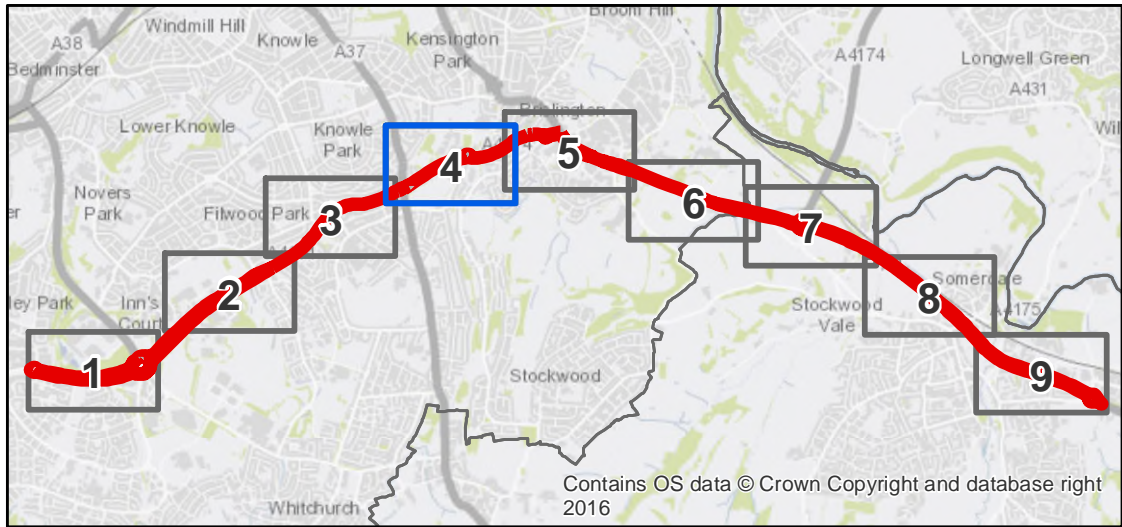 Windmill Hill
Broom Hill
A38
Knowle
A37
Kensington
Park
A4174
Longwell Green
Bedminster
A431
Lower Knowle
Knowle
Park
Brislington
4
5
Novers
Park
Filwood Park
3
6
7
ley Park
Inn's
Court
2
Somerdale
8
Stockwood
Vale
A4175
1
Stockwood
9
Whitchurch
Contains OS data © Crown Copyright and database right
2016